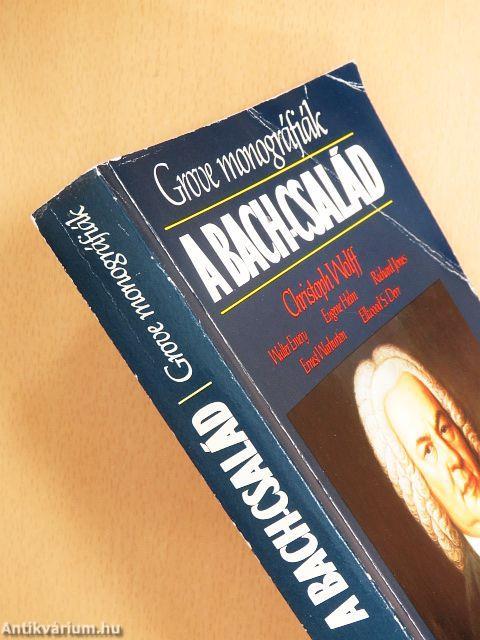 Grove monográfiák
A BACH-CSALÁD
Christoph Wolff
Walter Emery Eugene Helm Richard Jones
Ernest Warburton Ellwood S. Derr
A BACH-CSALÁD | Grove monográfiák
Antikvárium.hu